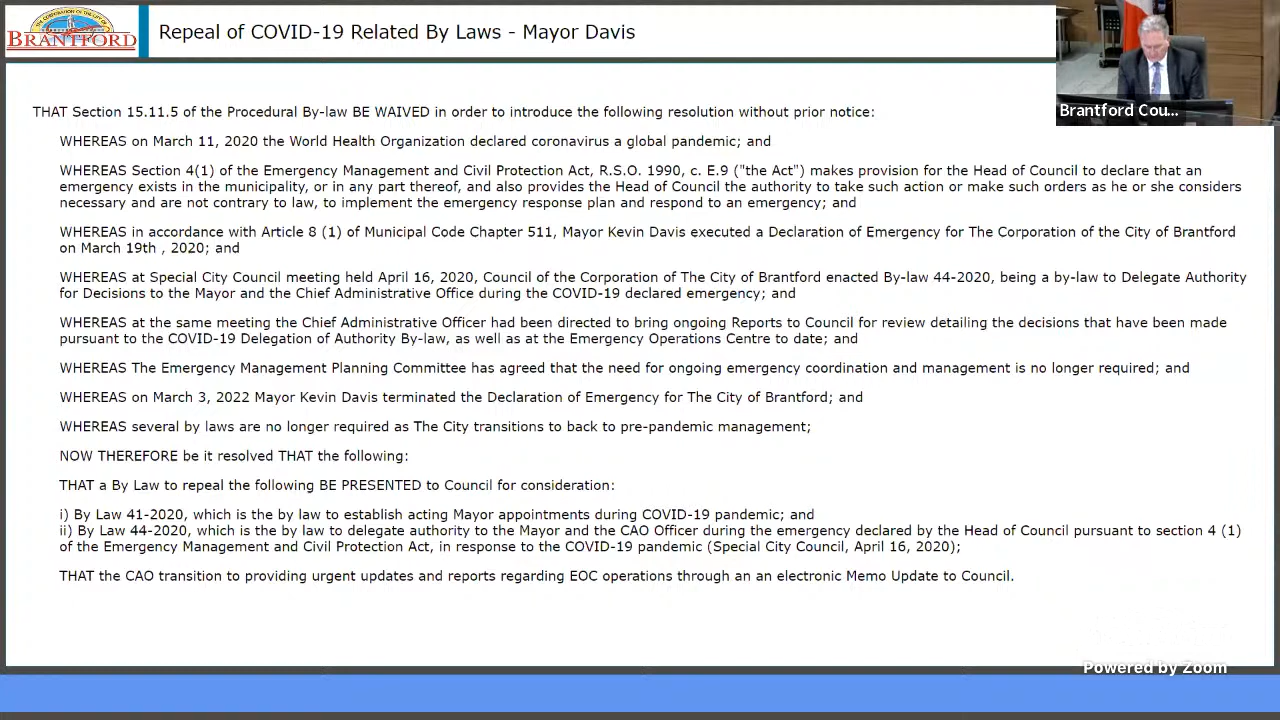 THE CORPORATION OF THE CITY OF
BRANTFORD
Repeal of COVID-19 Related By Laws - Mayor Davis
Brantford Cou...
THAT Section 15.11.5 of the Procedural By-law BE WAIVED in order to introduce the following resolution without prior notice:
WHEREAS on March 11, 2020 the World Health Organization declared coronavirus a global pandemic; and
WHEREAS Section 4(1) of the Emergency Management and Civil Protection Act, R.S.O. 1990, c. E.9 ("the Act") makes provision for the Head of Council to declare that an
emergency exists in the municipality, or in any part thereof, and also provides the Head of Council the authority to take such action or make such orders as he or she considers
necessary and are not contrary to law, to implement the emergency response plan and respond to an emergency; and
WHEREAS in accordance with Article 8 (1) of Municipal Code Chapter 511, Mayor Kevin Davis executed a Declaration of Emergency for The Corporation of the City of Brantford
on March 19th , 2020; and
WHEREAS at Special City Council meeting held April 16, 2020, Council of the Corporation of The City of Brantford enacted By-law 44-2020, being a by-law to Delegate Authority
for Decisions to the Mayor and the Chief Administrative Office during the COVID-19 declared emergency; and
WHEREAS at the same meeting the Chief Administrative Officer had been directed to bring ongoing Reports to Council for review detailing the decisions that have been made
pursuant to the COVID-19 Delegation of Authority By-law, as well as at the Emergency Operations Centre to date; and
WHEREAS The Emergency Management Planning Committee has agreed that the need for ongoing emergency coordination and management is no longer required; and
WHEREAS on March 3, 2022 Mayor Kevin Davis terminated the Declaration of Emergency for The City of Brantford; and
WHEREAS several by laws are no longer required as The City transitions to back to pre-pandemic management;
NOW THEREFORE be it resolved THAT the following:
THAT a By Law to repeal the following BE PRESENTED to Council for consideration:
i) By Law 41-2020, which is the by law to establish acting Mayor appointments during COVID-19 pandemic; and
ii) By Law 44-2020, which is the by law to delegate authority to the Mayor and the CAO Officer during the emergency declared by the Head of Council pursuant to section 4 (1)
of the Emergency Management and Civil Protection Act, in response to the COVID-19 pandemic (Special City Council, April 16, 2020);
THAT the CAO transition to providing urgent updates and reports regarding EOC operations through an an electronic Memo Update to Council.
Powered by Zoom